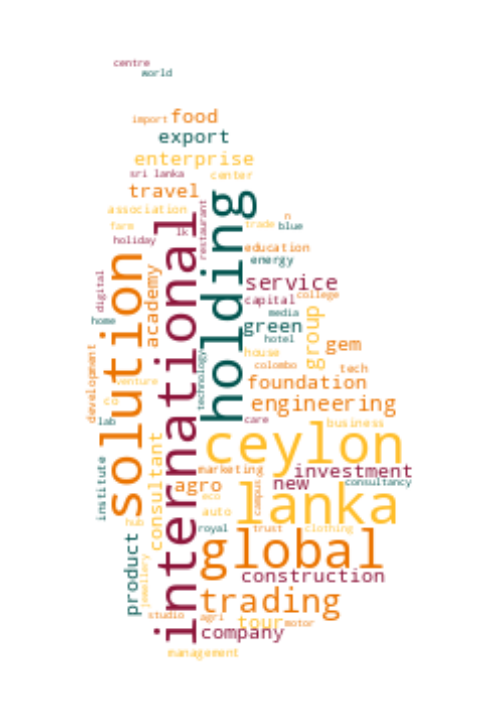 centre
world
import food
export
enterprise
sri lanka center
travel
association
restaurant
holding
farm
lk
trade
n
blue
holiday
international
education
energy
solution
academy
digital
service
capital college
media
home
green
group
hotel
gem
house
technology
colombo tech
development
venture
foundation
co
engineering
lab
care
business
ceylon
consultant
institute
marketing investment
agro
campus
new consultancy
eco
lanka
auto
hub
royal trust clothing
global
product
jewellery
construction
trading
studio agri tour motor
company
management